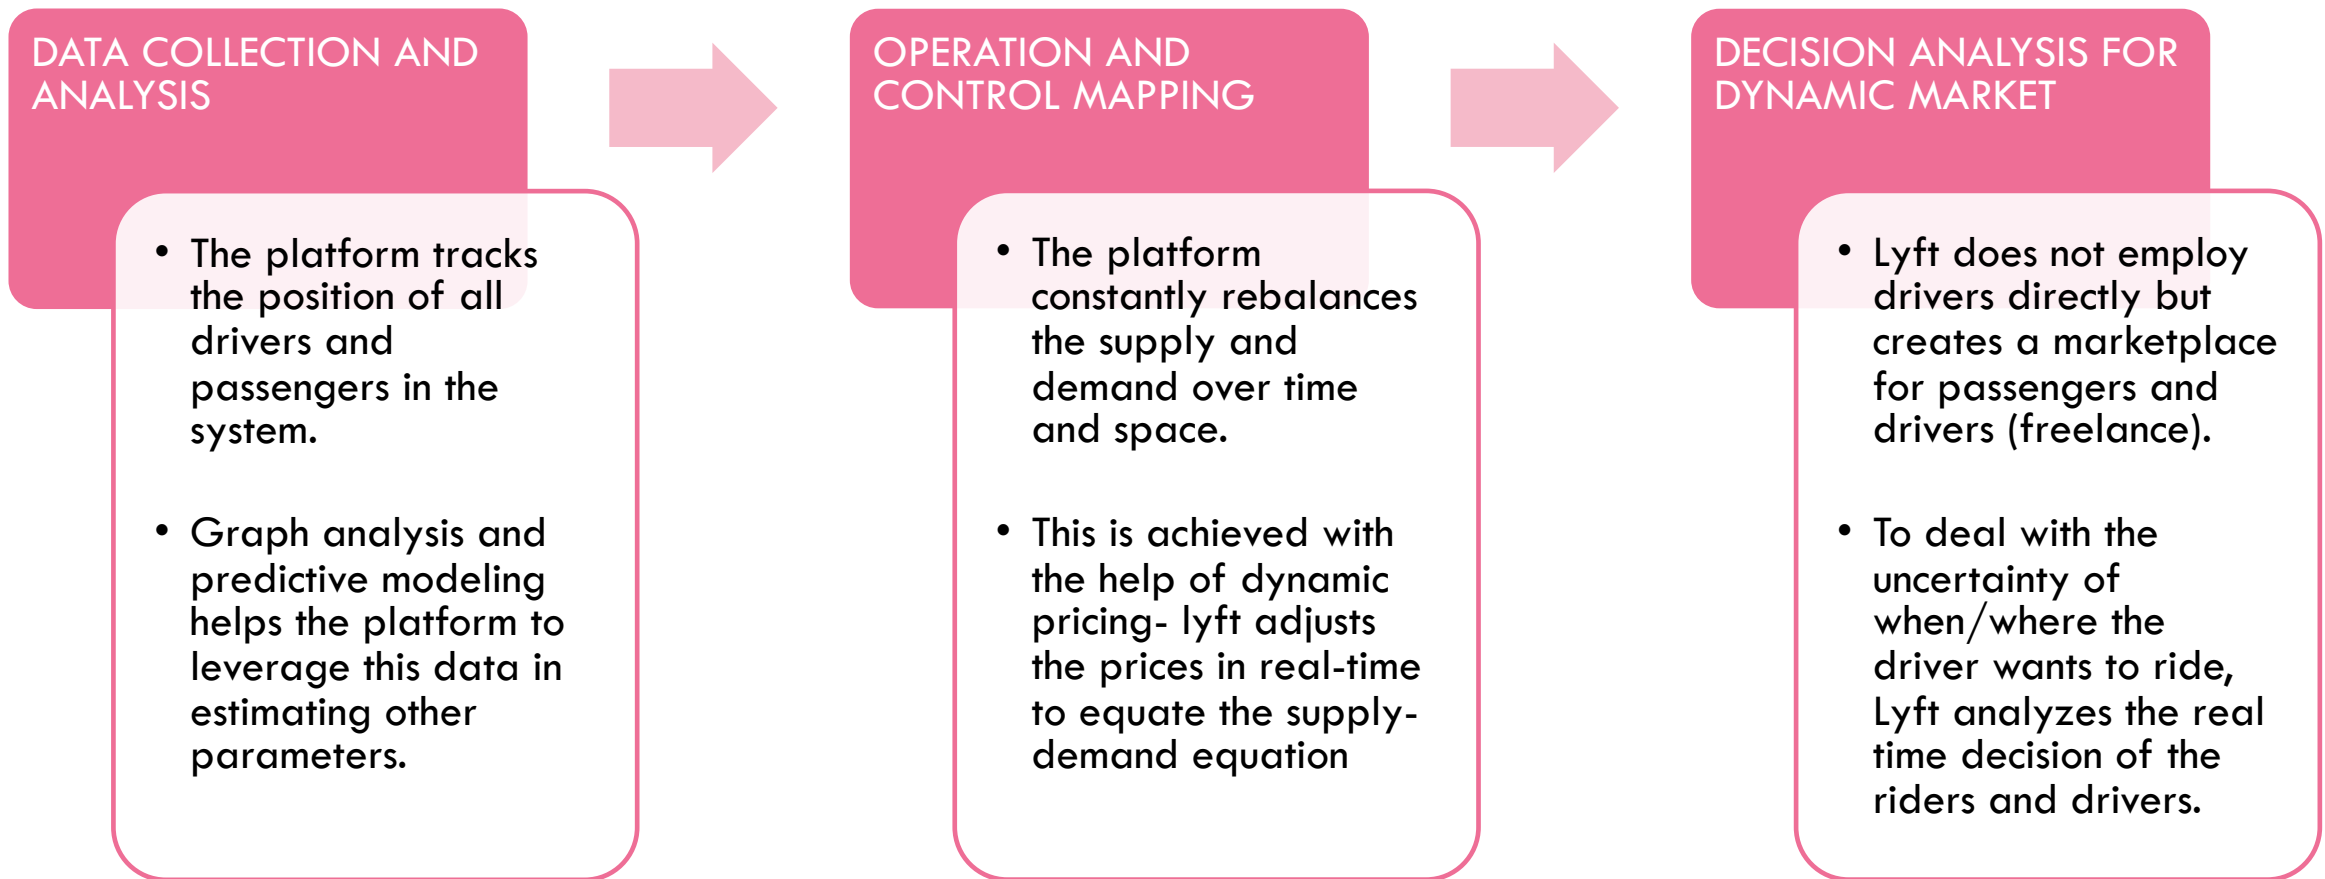 DATA COLLECTION AND
ANALYSIS
• The platform tracks
the position of all
drivers and
passengers in the
system.
• Graph analysis and
predictive modeling
helps the platform to
leverage this data in
estimating other
parameters.
OPERATION AND
CONTROL MAPPING
• The platform
constantly rebalances
the supply and
demand over time
and space.
• This is achieved with
the help of dynamic
pricing- lyft adjusts
the prices in real-time
to equate the supply-
demand equation
DECISION ANALYSIS FOR
DYNAMIC MARKET
• Lyft does not employ
drivers directly but
creates a marketplace
for passengers and
drivers (freelance).
• To deal with the
uncertainty of
when/where the
driver wants to ride,
Lyft analyzes the real
time decision of the
riders and drivers.